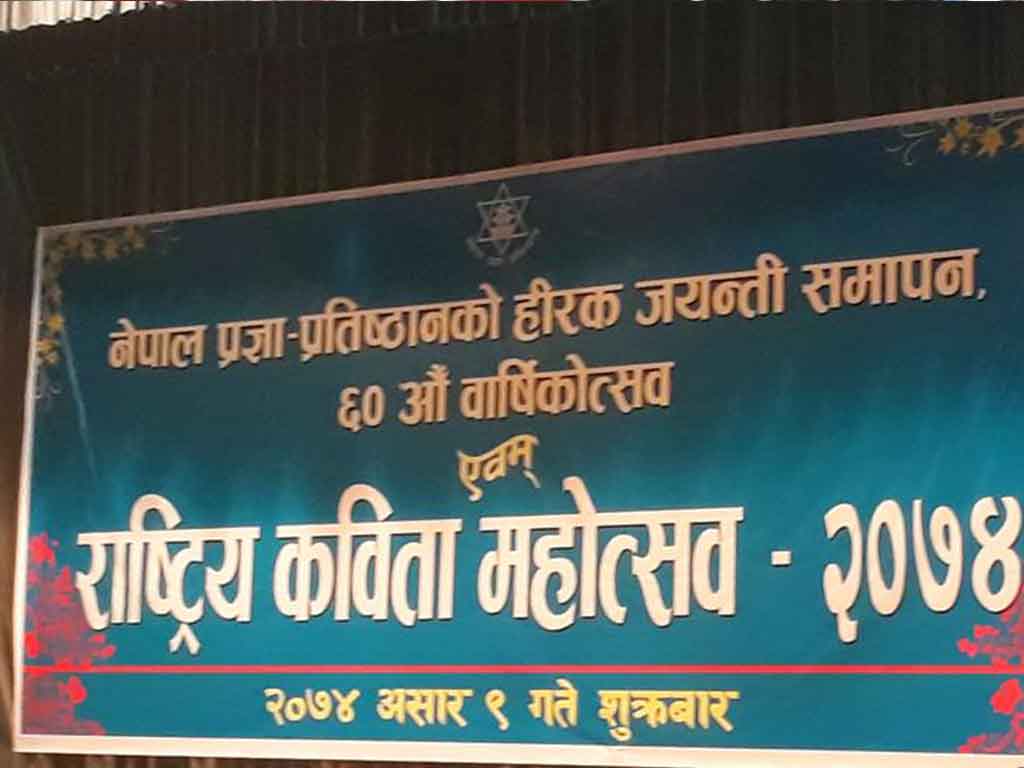 नेपाल प्रज्ञा-प्रतिष्ठानको हीरक जयन्ती समापन,
६० औं वार्षिकोत्सव
एवम्
राष्ट्रिय कविता महोत्सव - २०७४
२०७४ असार ९ गते शुक्रबार